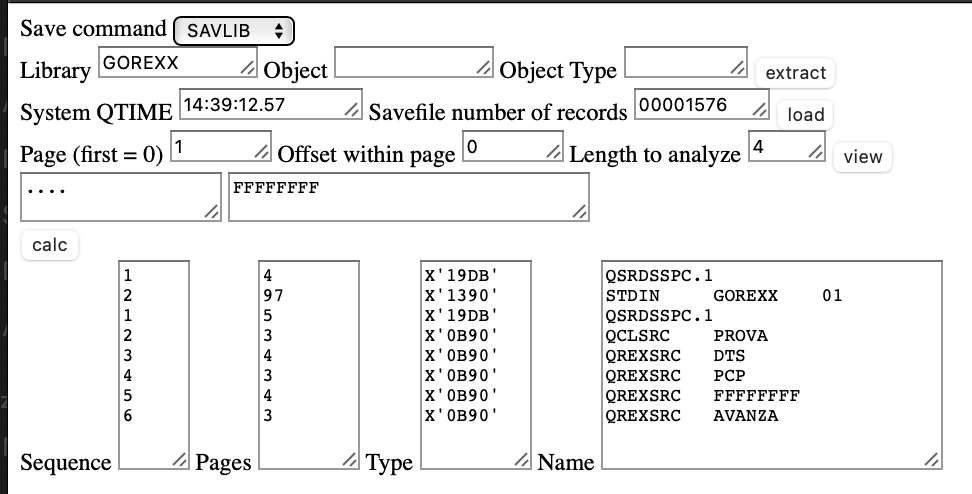 Save command SAVLIB
Library GOREXX Object Object Type extract
System QTIME 14:39:12.57 Savefile number of records 00001576 load
Page (first = 0) 1 Offset within page 0 Length to analyze 4 view
.... FFFFFFFF
calc
1 4 X'19DB' QSRDSSPC.1
2 97 X'1390' STDIN GOREXX 01
1 5 X'19DB' QSRDSSPC.1
2 3 X'0B90' QCLSRC PROVA
3 4 X'0B90' QREXSRC DTS
4 3 X'0B90' QREXSRC PCP
5 4 X'0B90' QREXSRC FFFFFFFF
6 3 X'0B90' QREXSRC AVANZA
Sequence Pages Type Name